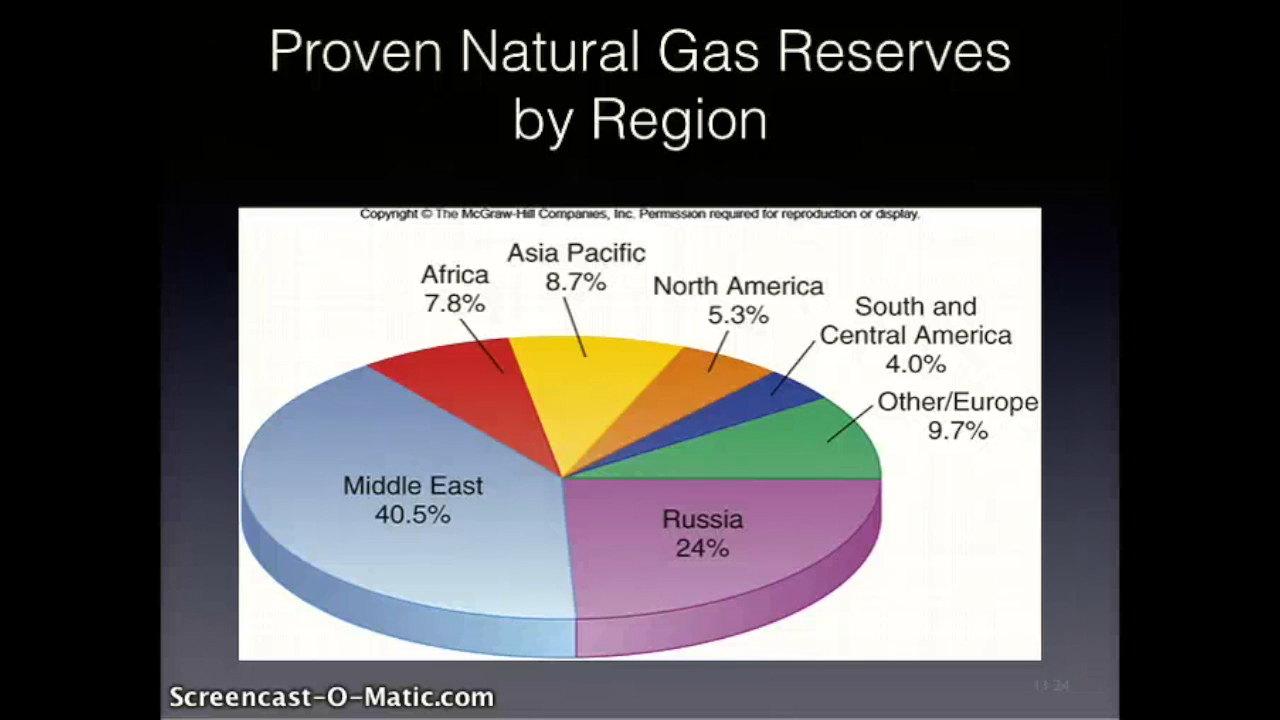 Proven Natural Gas Reserves
by Region
Copyright © The McGraw-Hill Companies, Inc. Permission required for reproduction or display.
Asia Pacific
8.7%
Africa
7.8%
North America
5.3%
South and
Central America
4.0%
Other/Europe
9.7%
Middle East
40.5%
Russia
24%
13-24
Screencast-O-Matic.com